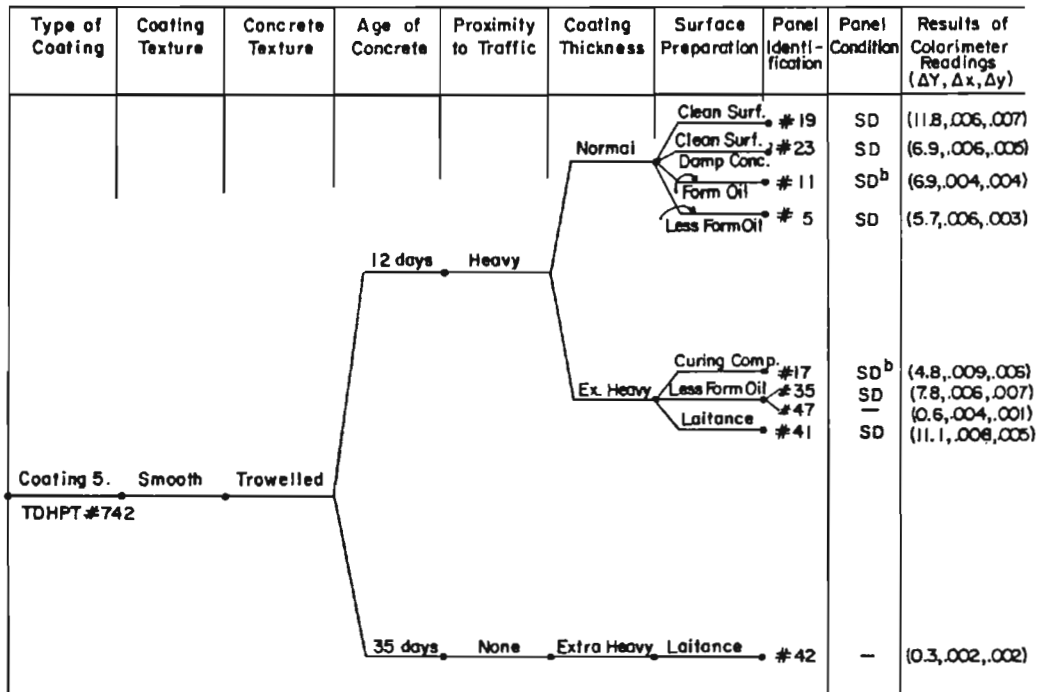 Type of Coating
Coating Texture
Concrete Texture
Age of Concrete
Proximity to Traffic
Coating Thickness
Surface Preparation
Panel Identi-fication
Panel Condition
Results of Colorimeter Readings (ΔY, Δx, Δy)
Clean Surf. #19 SD (11.8,.006,.007)
Normal Clean Surf. #23 SD (6.9,.006,.005)
Damp Conc. #11 SDb (6.9,.004,.004)
Form Oil
#5 SD (5.7,.006,.003)
Less Form Oil
12 days Heavy
Curing Comp. #17 SDb (4.8,.009,.006)
Ex. Heavy Less Form Oil #35 SD (7.8,.006,.007)
#47 — (0.6,.004,.001)
Laitance #41 SD (11.1,.008,.005)
Coating 5. Smooth Trowelled
TDHPT #742
35 days None Extra Heavy Laitance #42 — (0.3,.002,.002)